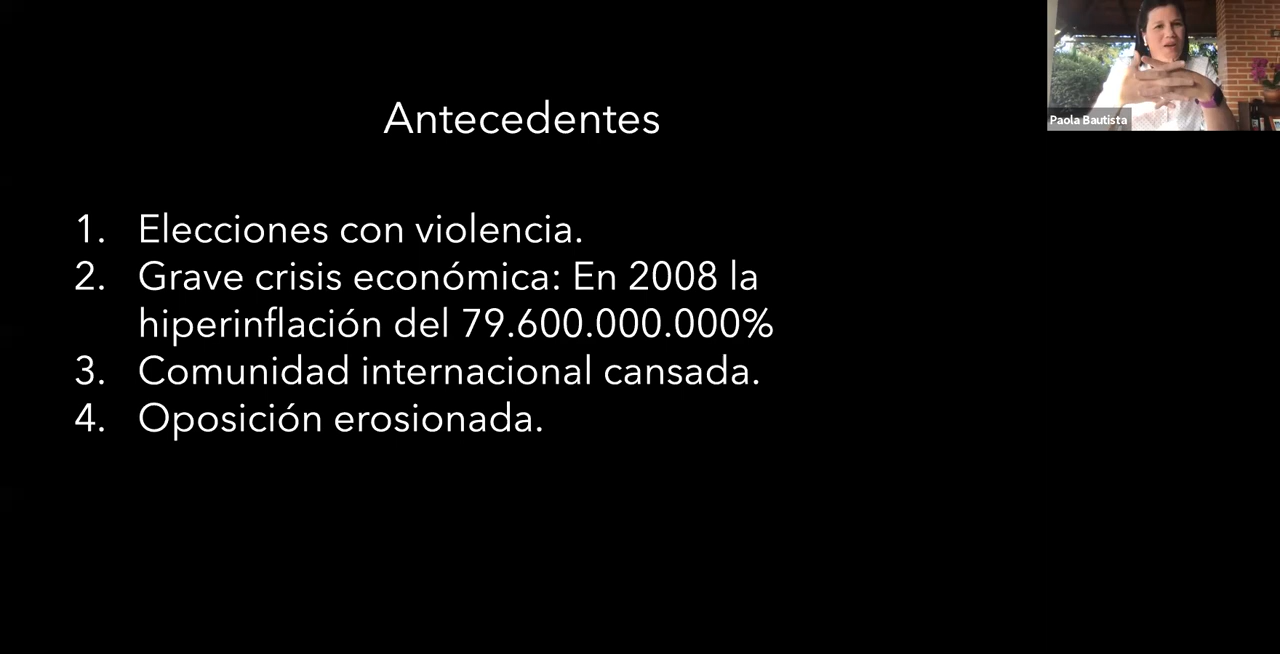 Antecedentes
1. Elecciones con violencia.
2. Grave crisis económica: En 2008 la
hiperinflación del 79.600.000.000%
3. Comunidad internacional cansada.
4. Oposición erosionada.
Paola Bautista